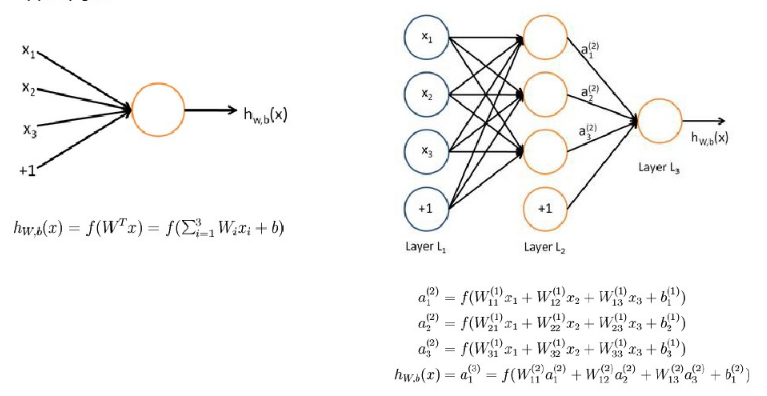 x₁
x₂
x₃
+1
h_{W,b}(x)
h_{W,b}(x) = f(W^T x) = f(∑_{i=1}^{3} W_i x_i + b)
x₁
x₂
x₃
+1
Layer L₁
a₁^{(2)}
a₂^{(2)}
a₃^{(2)}
+1
Layer L₂
h_{W,b}(x)
Layer L₃
a₁^{(2)} = f(W₁₁^{(1)} x₁ + W₁₂^{(1)} x₂ + W₁₃^{(1)} x₃ + b₁^{(1)})
a₂^{(2)} = f(W₂₁^{(1)} x₁ + W₂₂^{(1)} x₂ + W₂₃^{(1)} x₃ + b₂^{(1)})
a₃^{(2)} = f(W₃₁^{(1)} x₁ + W₃₂^{(1)} x₂ + W₃₃^{(1)} x₃ + b₃^{(1)})
h_{W,b}(x) = a₁^{(3)} = f(W₁₁^{(2)} a₁^{(2)} + W₁₂^{(2)} a₂^{(2)} + W₁₃^{(2)} a₃^{(2)} + b₁^{(2)})